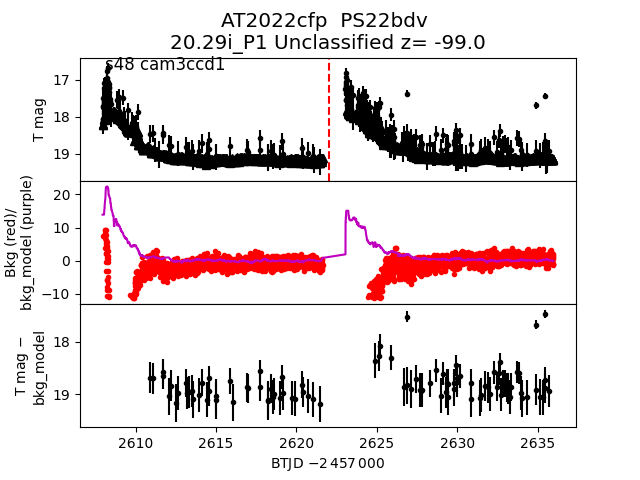 AT2022cfp  PS22bdv
20.29i_P1 Unclassified z= -99.0
s48 cam3ccd1
T mag
17
18
19
Bkg (red)/
bkg_model (purple)
20
10
0
−10
T mag −
bkg_model
18
19
2610 2615 2620 2625 2630 2635
BTJD −2 457 000